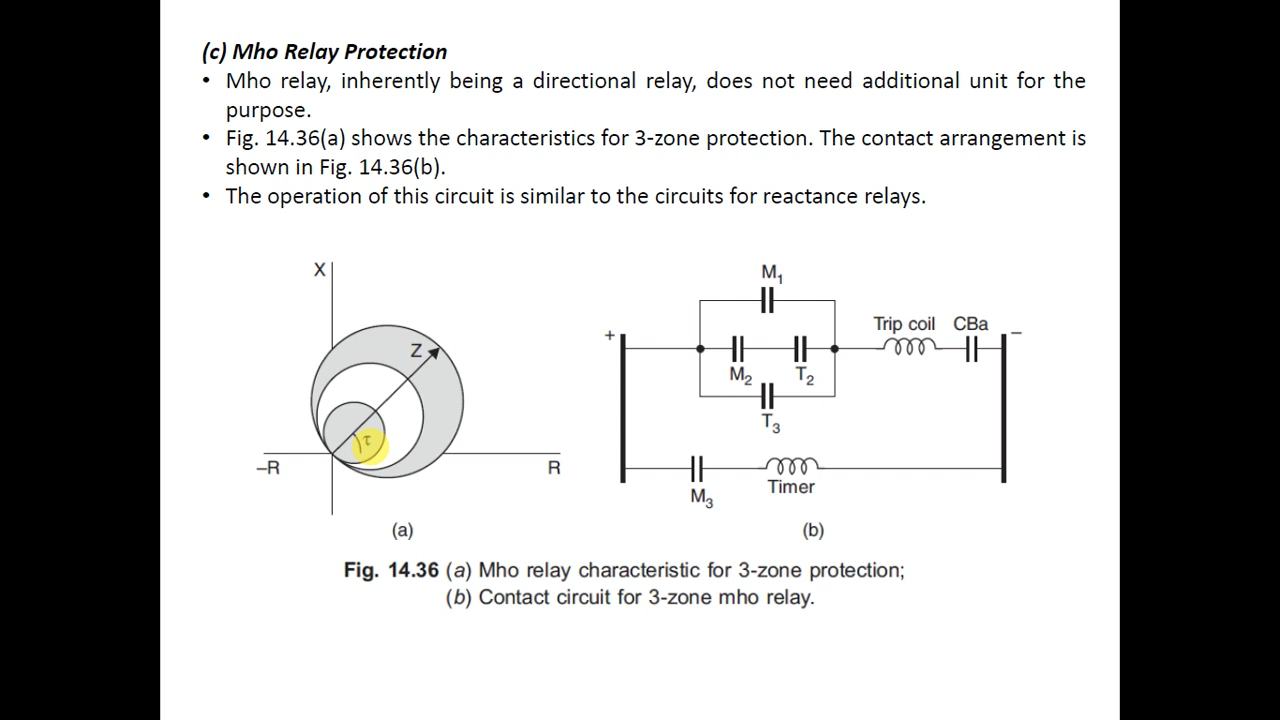 (c) Mho Relay Protection
• Mho relay, inherently being a directional relay, does not need additional unit for the
purpose.
• Fig. 14.36(a) shows the characteristics for 3-zone protection. The contact arrangement is
shown in Fig. 14.36(b).
• The operation of this circuit is similar to the circuits for reactance relays.
X
Z
τ
–R
R
(a)
M₁
+
Trip coil
CBa
–
M₂
T₂
T₃
M₃
Timer
(b)
Fig. 14.36 (a) Mho relay characteristic for 3-zone protection;
(b) Contact circuit for 3-zone mho relay.